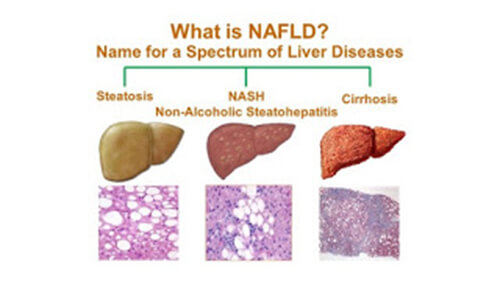 What is NAFLD?
Name for a Spectrum of Liver Diseases
Steatosis
NASH
Non-Alcoholic Steatohepatitis
Cirrhosis